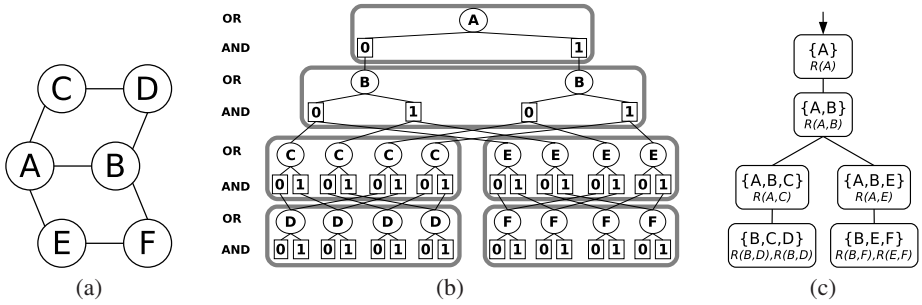 C D
A B
E F
(a)
OR A
AND 0 1
OR B B
AND 0 1 0 1
OR C C C C E E E E
AND 0 1 0 1 0 1 0 1 0 1 0 1 0 1 0 1
OR D D D D F F F F
AND 0 1 0 1 0 1 0 1 0 1 0 1 0 1 0 1
(b)
{A}
R(A)
{A,B}
R(A,B)
{A,B,C}
R(A,C)
{A,B,E}
R(A,E)
{B,C,D}
R(B,D),R(B,D)
{B,E,F}
R(B,F),R(E,F)
(c)